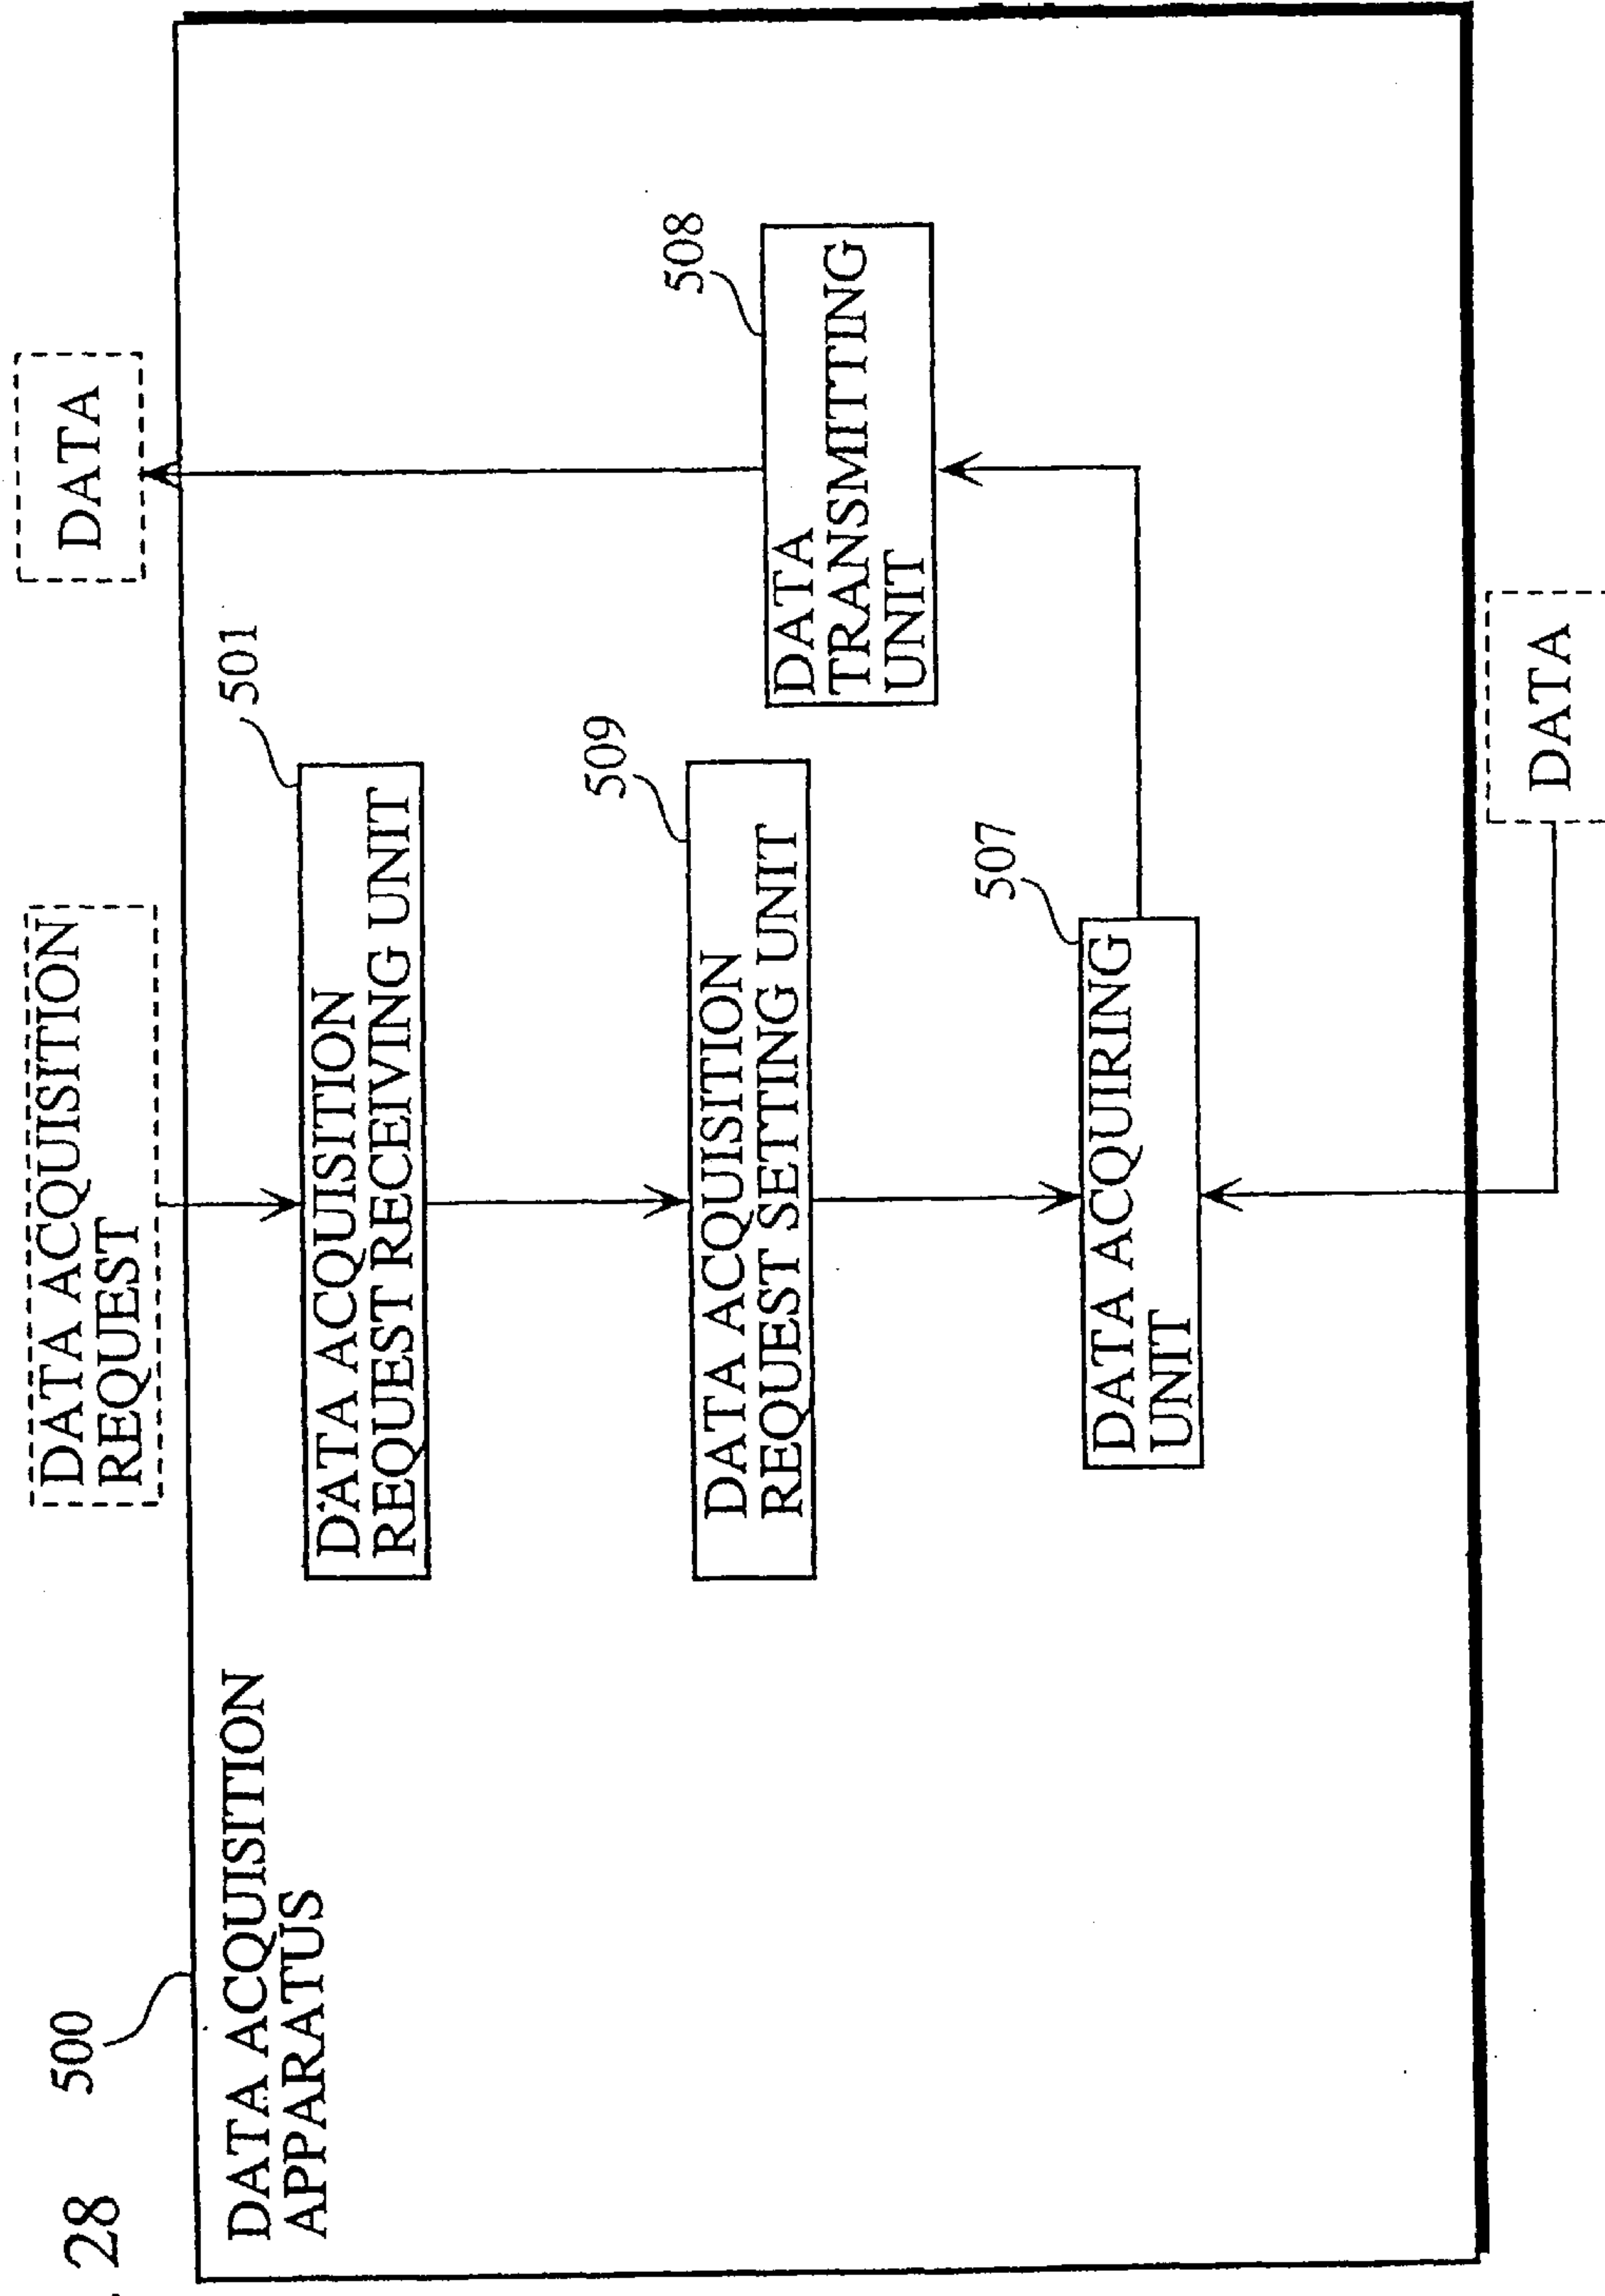 28
500
DATA ACQUISITION
APPARATUS
DATA ACQUISITION
REQUEST
DATA
501
DATA ACQUISITION
REQUEST RECEIVING UNIT
509
DATA ACQUISITION
REQUEST SETTING UNIT
508
DATA
TRANSMITTING
UNIT
507
DATA ACQUIRING
UNIT
DATA